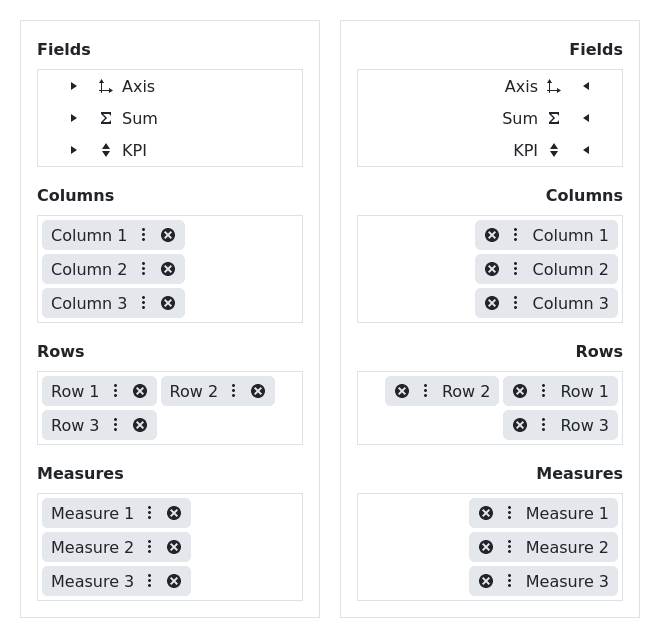 Fields
Axis
Σ Sum
KPI
Columns
Column 1
Column 2
Column 3
Rows
Row 1 Row 2
Row 3
Measures
Measure 1
Measure 2
Measure 3
Fields
Axis
Sum Σ
KPI
Columns
Column 1
Column 2
Column 3
Rows
Row 2 Row 1
Row 3
Measures
Measure 1
Measure 2
Measure 3